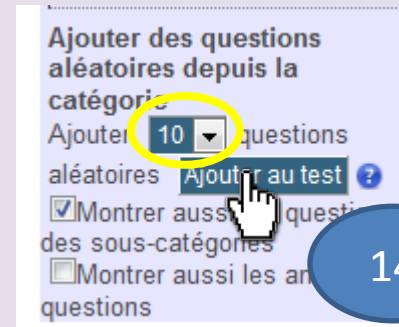 Ajouter des questions
aléatoires depuis la
catégorie
Ajouter 10 questions
aléatoires Ajouter au test ?
Montrer aussi questi
des sous-catégories
Montrer aussi les an
questions
14